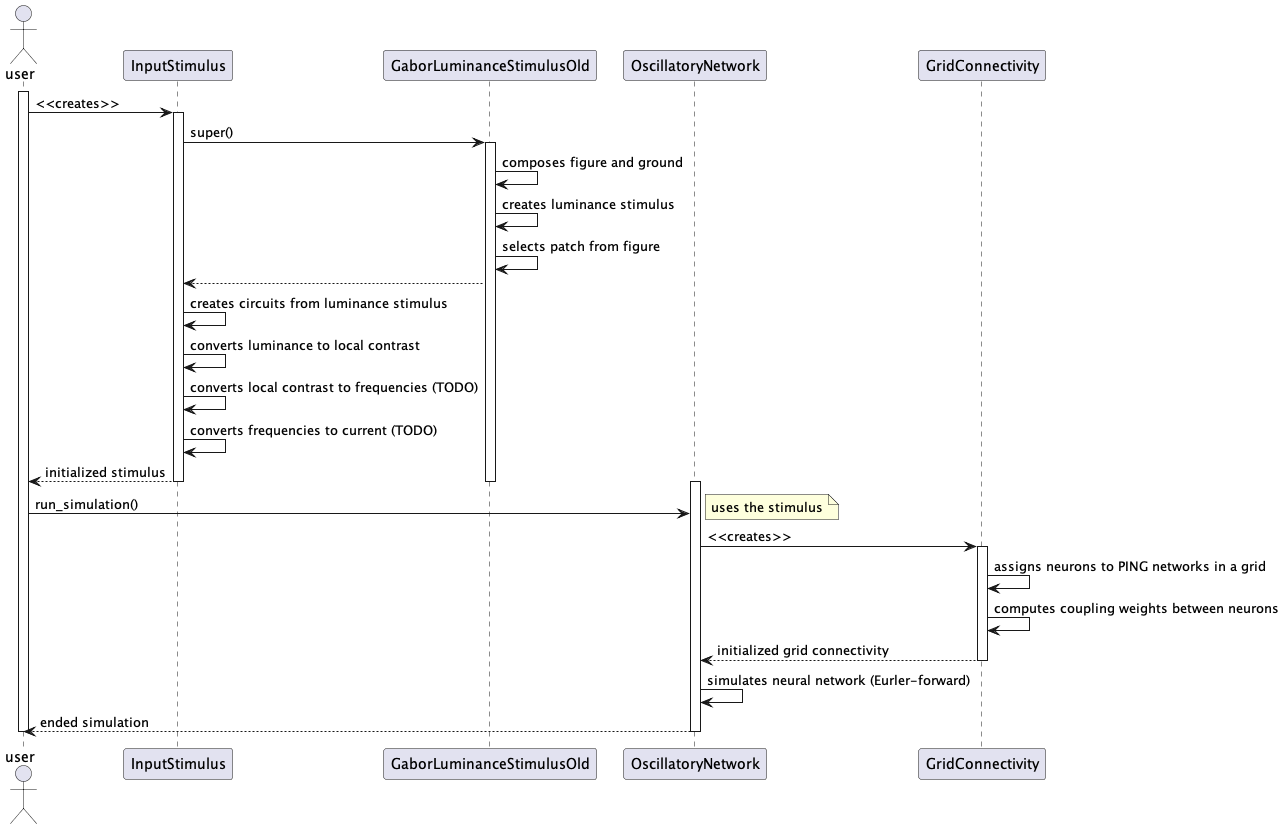 user
InputStimulus
GaborLuminanceStimulusOld
OscillatoryNetwork
GridConnectivity
<<creates>>
super()
composes figure and ground
creates luminance stimulus
selects patch from figure
creates circuits from luminance stimulus
converts luminance to local contrast
converts local contrast to frequencies (TODO)
converts frequencies to current (TODO)
initialized stimulus
run_simulation()
uses the stimulus
<<creates>>
assigns neurons to PING networks in a grid
computes coupling weights between neurons
initialized grid connectivity
simulates neural network (Eurler-forward)
ended simulation
user
InputStimulus
GaborLuminanceStimulusOld
OscillatoryNetwork
GridConnectivity